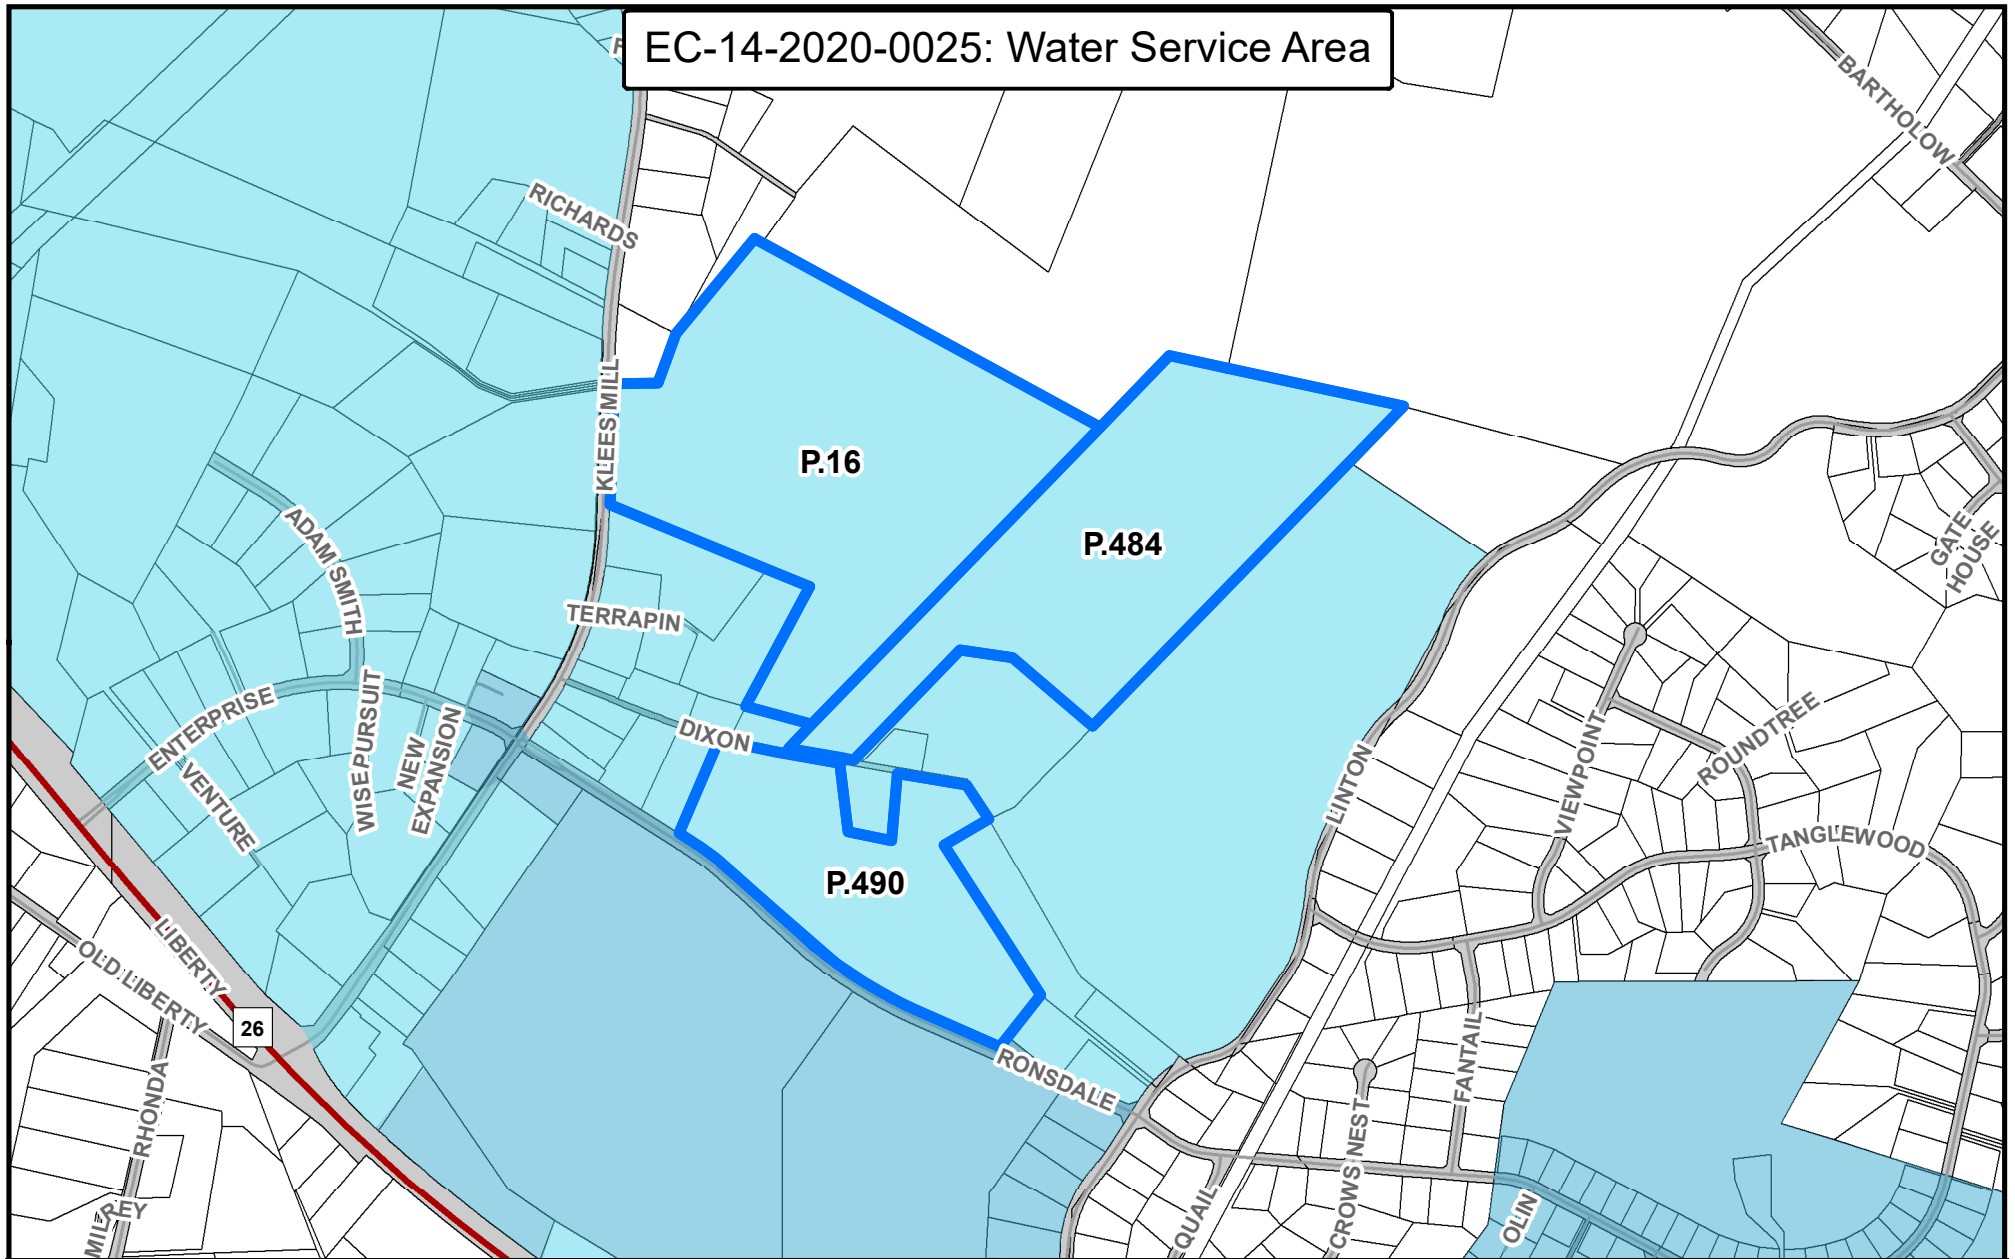 EC-14-2020-0025: Water Service Area
BARTHOLOW
RICHARDS
KLEES MILL
P.16
P.484
ADAM SMITH
GATE
HOUSE
TERRAPIN
ENTERPRISE
WISEPURSUIT
NEW
EXPANSION
VENTURE
DIXON
LINTON
VIEWPOINT
ROUNDTREE
TANGLEWOOD
P.490
LIBERTY
OLD LIBERTY
26
RHONDA
RONSDALE
FANTAIL
CROWS NEST
QUAIL
OLIN